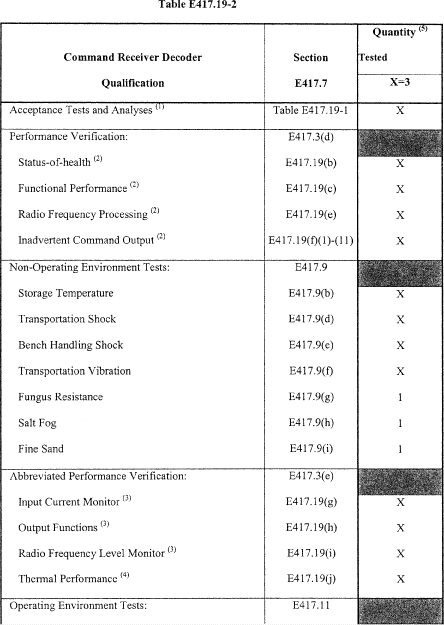 Table E417.19-2
Quantity (5)
Command Receiver Decoder Section Tested
Qualification E417.7 X=3
Acceptance Tests and Analyses (1) Table E417.19-1 X
Performance Verification: E417.3(d)
Status-of-health (2) E417.19(b) X
Functional Performance (2) E417.19(c) X
Radio Frequency Processing (2) E417.19(e) X
Inadvertent Command Output (2) E417.19(f)(1)-(11) X
Non-Operating Environment Tests: E417.9
Storage Temperature E417.9(b) X
Transportation Shock E417.9(d) X
Bench Handling Shock E417.9(e) X
Transportation Vibration E417.9(f) X
Fungus Resistance E417.9(g) 1
Salt Fog E417.9(h) 1
Fine Sand E417.9(i) 1
Abbreviated Performance Verification: E417.3(e)
Input Current Monitor (3) E417.19(g) X
Output Functions (3) E417.19(h) X
Radio Frequency Level Monitor (3) E417.19(i) X
Thermal Performance (4) E417.19(j) X
Operating Environment Tests: E417.11